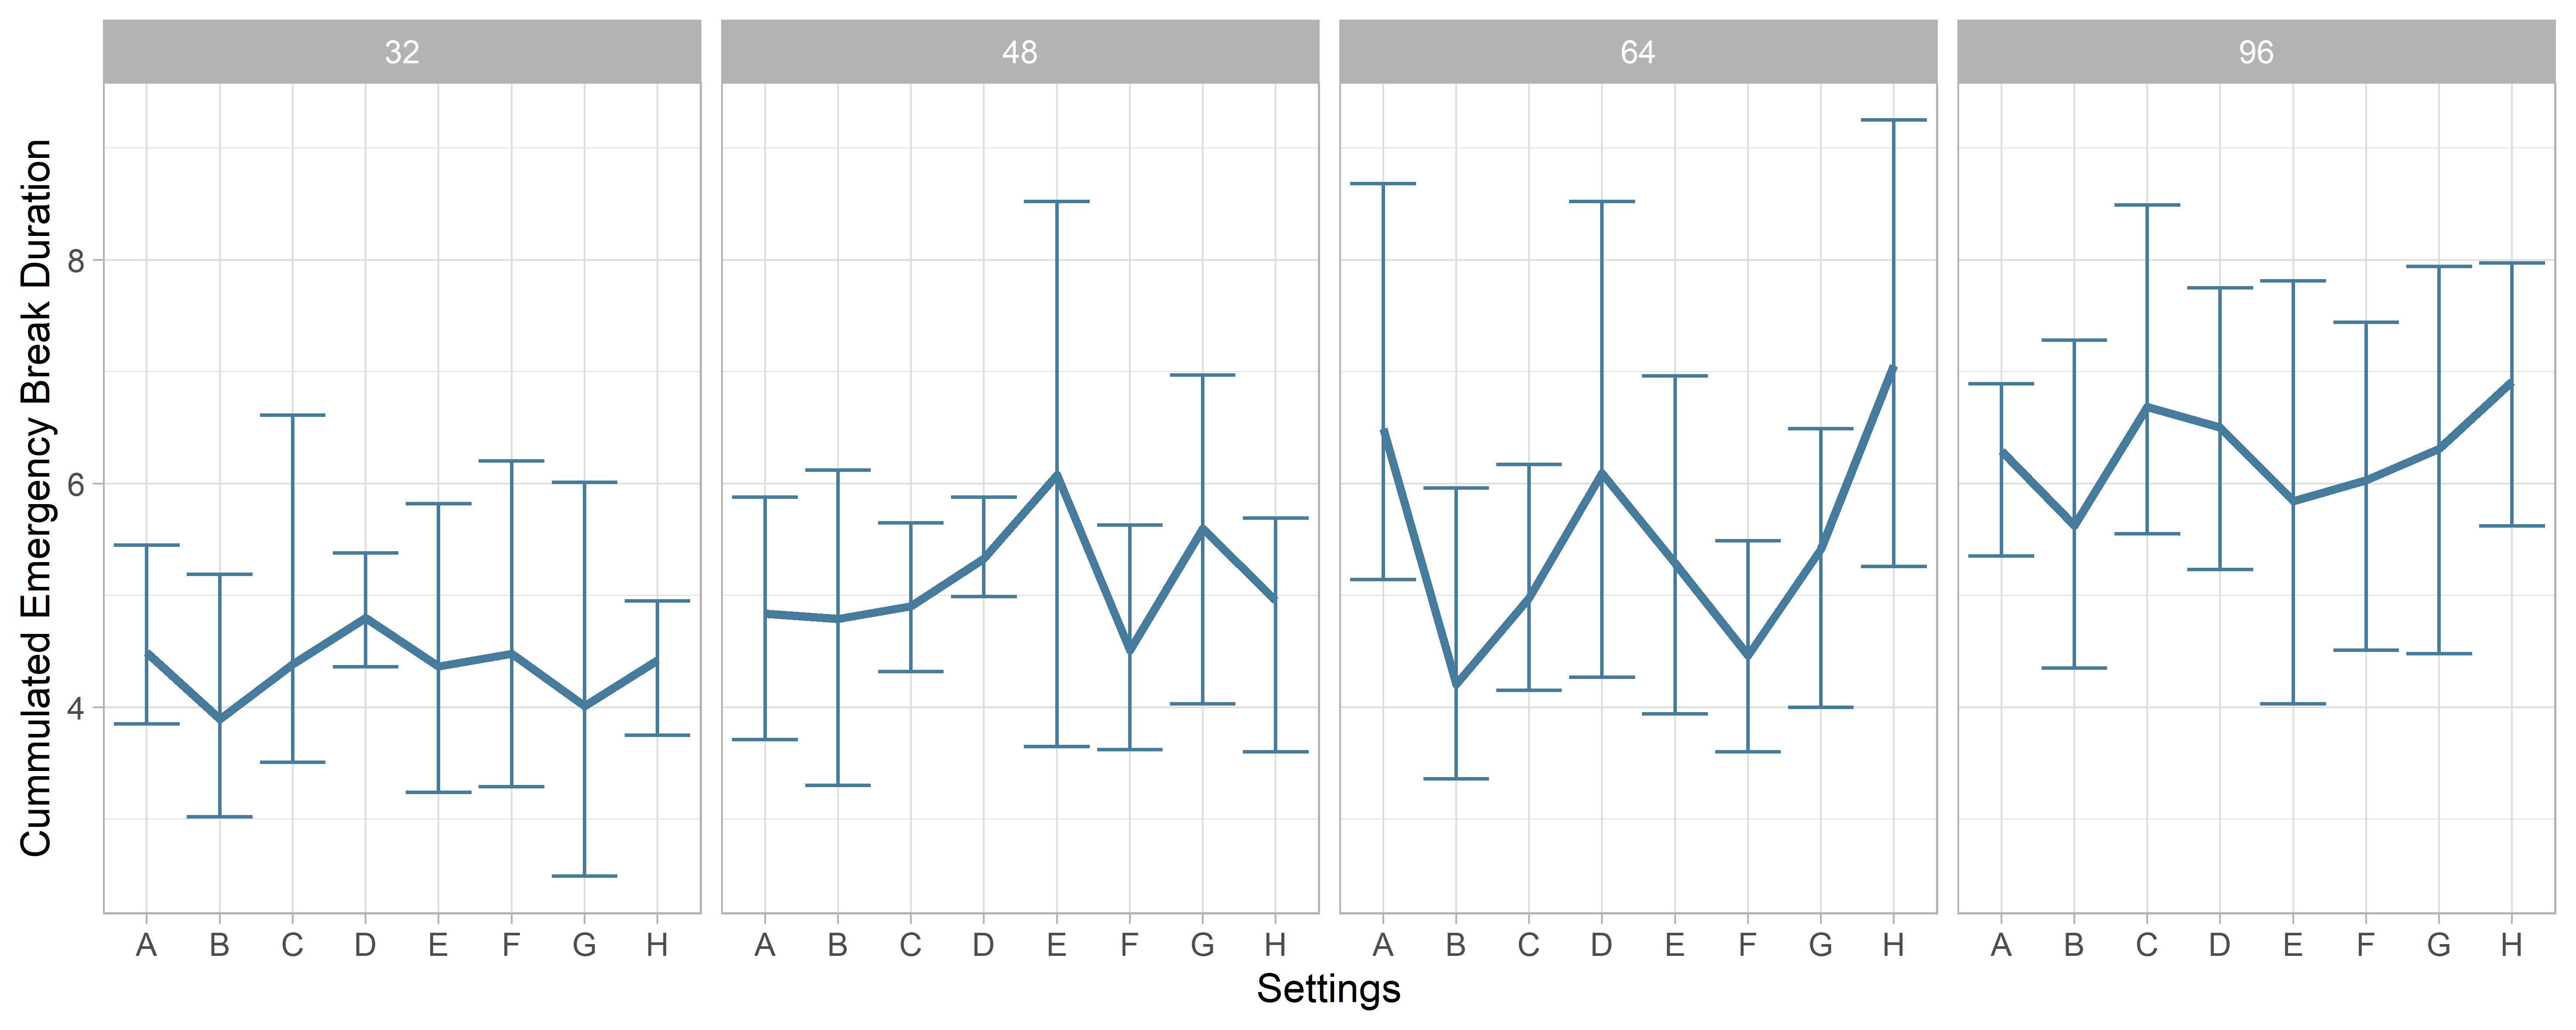 32 48 64 96
Cummulated Emergency Break Duration
8
6
4
A B C D E F G H A B C D E F G H A B C D E F G H A B C D E F G H
Settings